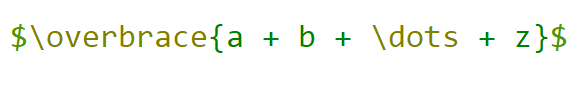 $\overbrace{a + b + \dots + z}$